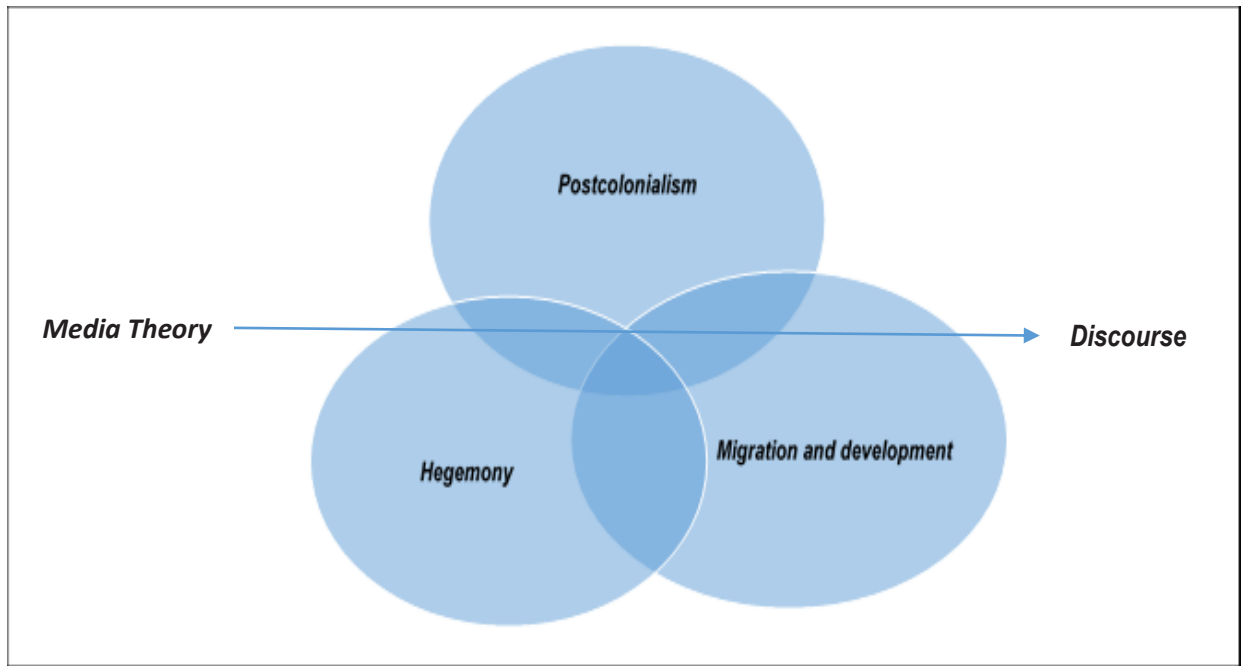 Postcolonialism
Media Theory
Discourse
Hegemony
Migration and development